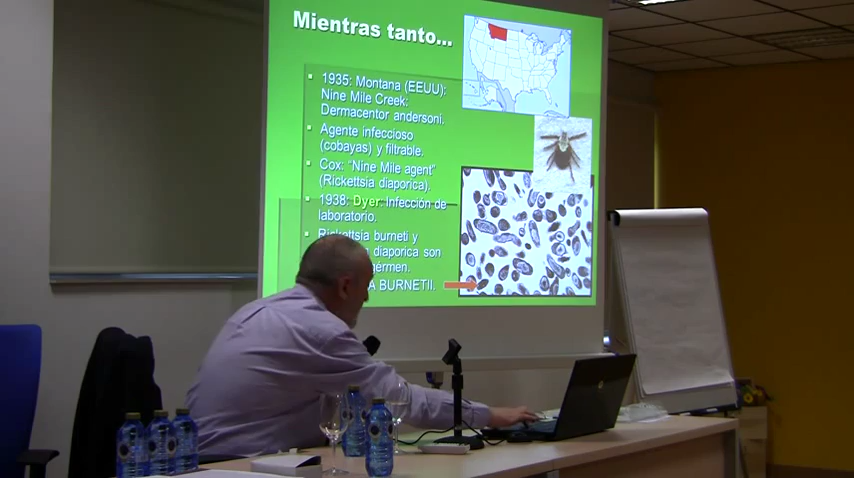 Mientras tanto...
1935: Montana (EEUU):
Nine Mile Creek:
Dermacentor andersoni.
Agente infeccioso
(cobayas) y filtrable.
Cox: "Nine Mile agent"
(Rickettsia diaporica).
1938: Dyer: Infección de
laboratorio.
Rickettsia burneti y
diaporica son
gérmen.
BURNETII.